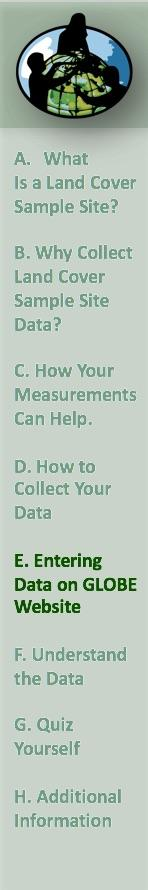 A. What
Is a Land Cover
Sample Site?
B. Why Collect
Land Cover
Sample Site
Data?
C. How Your
Measurements
Can Help.
D. How to
Collect Your
Data
E. Entering
Data on GLOBE
Website
F. Understand
the Data
G. Quiz
Yourself
H. Additional
Information